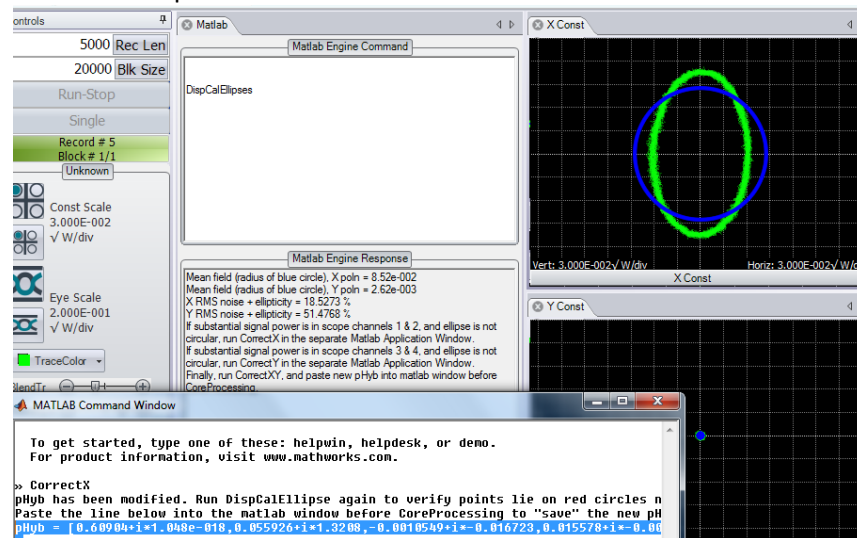 ontrols
5000 Rec Len
20000 Blk Size
Run-Stop
Single
Record # 5
Block # 1/1
Unknown
Const Scale
3.000E-002
√ W/div
Eye Scale
2.000E-001
√ W/div
TraceColor
BlendTr
Matlab
Matlab Engine Command
DispCalEllipses
Matlab Engine Response
Mean field (radius of blue circle), X poln = 8.52e-002
Mean field (radius of blue circle), Y poln = 2.62e-003
X RMS noise + ellipticity = 18.5273 %
Y RMS noise + ellipticity = 51.4768 %
If substantial signal power is in scope channels 1 & 2, and ellipse is not
circular, run CorrectX in the separate Matlab Application Window.
If substantial signal power is in scope channels 3 & 4, and ellipse is not
circular, run CorrectY in the separate Matlab Application Window.
Finally, run CorrectXY, and paste new pHyb into matlab window before
CoreProcessing.
X Const
Vert: 3.000E-002√ W/div Horiz: 3.000E-002√ W/d
X Const
Y Const
MATLAB Command Window
To get started, type one of these: helpwin, helpdesk, or demo.
For product information, visit www.mathworks.com.
» CorrectX
pHyb has been modified. Run DispCalEllipse again to verify points lie on red circles n
Paste the line below into the matlab window before CoreProcessing to "save" the new pH
pHyb = [0.60904+i*1.048e-018,0.055926+i*1.3208,-0.0010549+i*-0.016723,0.015578+i*-0.00